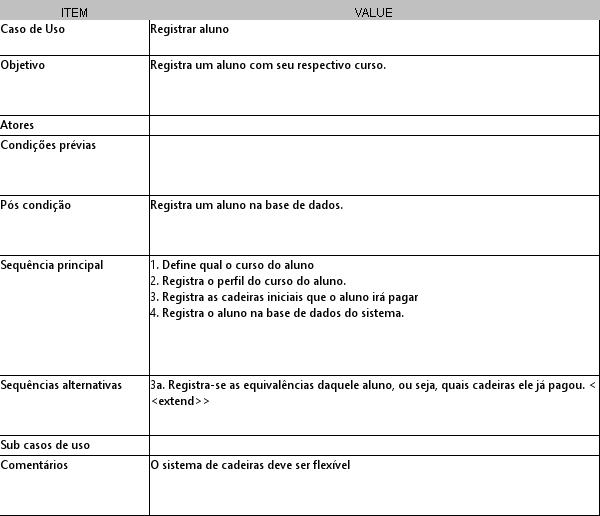 ITEM VALUE
Caso de Uso Registrar aluno
Objetivo Registra um aluno com seu respectivo curso.
Atores
Condições prévias
Pós condição Registra um aluno na base de dados.
Sequência principal 1. Define qual o curso do aluno
2. Registra o perfil do curso do aluno.
3. Registra as cadeiras iniciais que o aluno irá pagar
4. Registra o aluno na base de dados do sistema.
Sequências alternativas 3a. Registra-se as equivalências daquele aluno, ou seja, quais cadeiras ele já pagou. <
<extend>>
Sub casos de uso
Comentários O sistema de cadeiras deve ser flexível